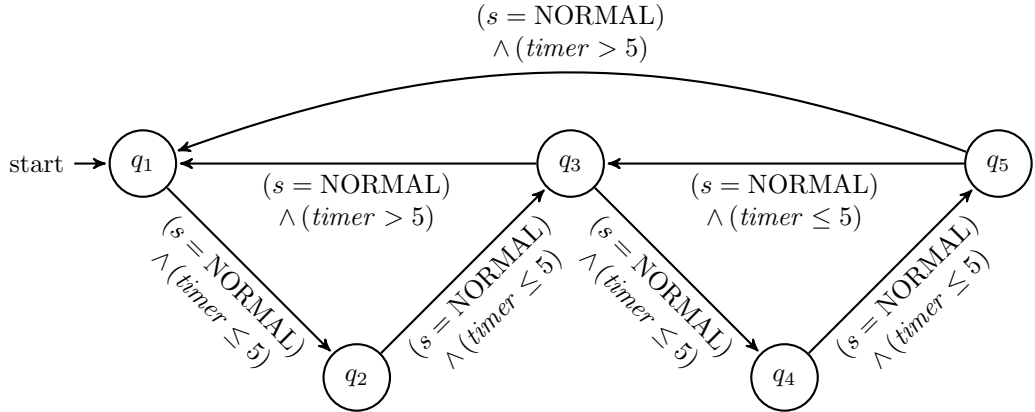 (s = NORMAL)
∧ (timer > 5)
start
q1
q3
q5
(s = NORMAL)
∧ (timer > 5)
(s = NORMAL)
∧ (timer ≤ 5)
(s = NORMAL)
∧ (timer ≤ 5)
(s = NORMAL)
∧ (timer ≤ 5)
(s = NORMAL)
∧ (timer ≤ 5)
(s = NORMAL)
∧ (timer ≤ 5)
q2
q4